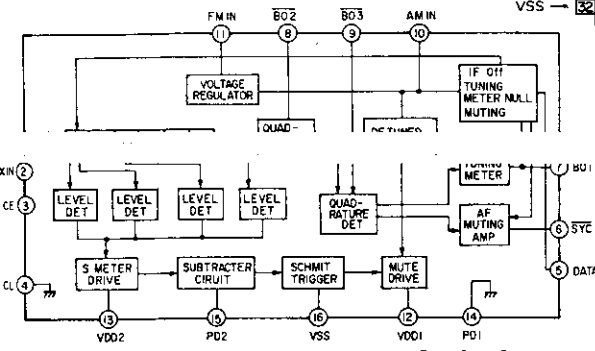 VSS → 32
FM IN
BO2
BO3
AM IN
11
8
9
10
VOLTAGE
REGULATOR
IF Off
TUNING
METER NULL
MUTING
QUAD-
DETUNED
XIN 2
TUNING
METER
7 BO1
CE 3
LEVEL
DET
LEVEL
DET
LEVEL
DET
LEVEL
DET
QUAD-
RATURE
DET
AF
MUTING
AMP
6 SYC
CL 4
S METER
DRIVE
SUBTRACTER
CIRUIT
SCHMIT
TRIGGER
MUTE
DRIVE
5 DATA
13
15
16
12
14
VDD2
PD2
VSS
VDD1
PD1